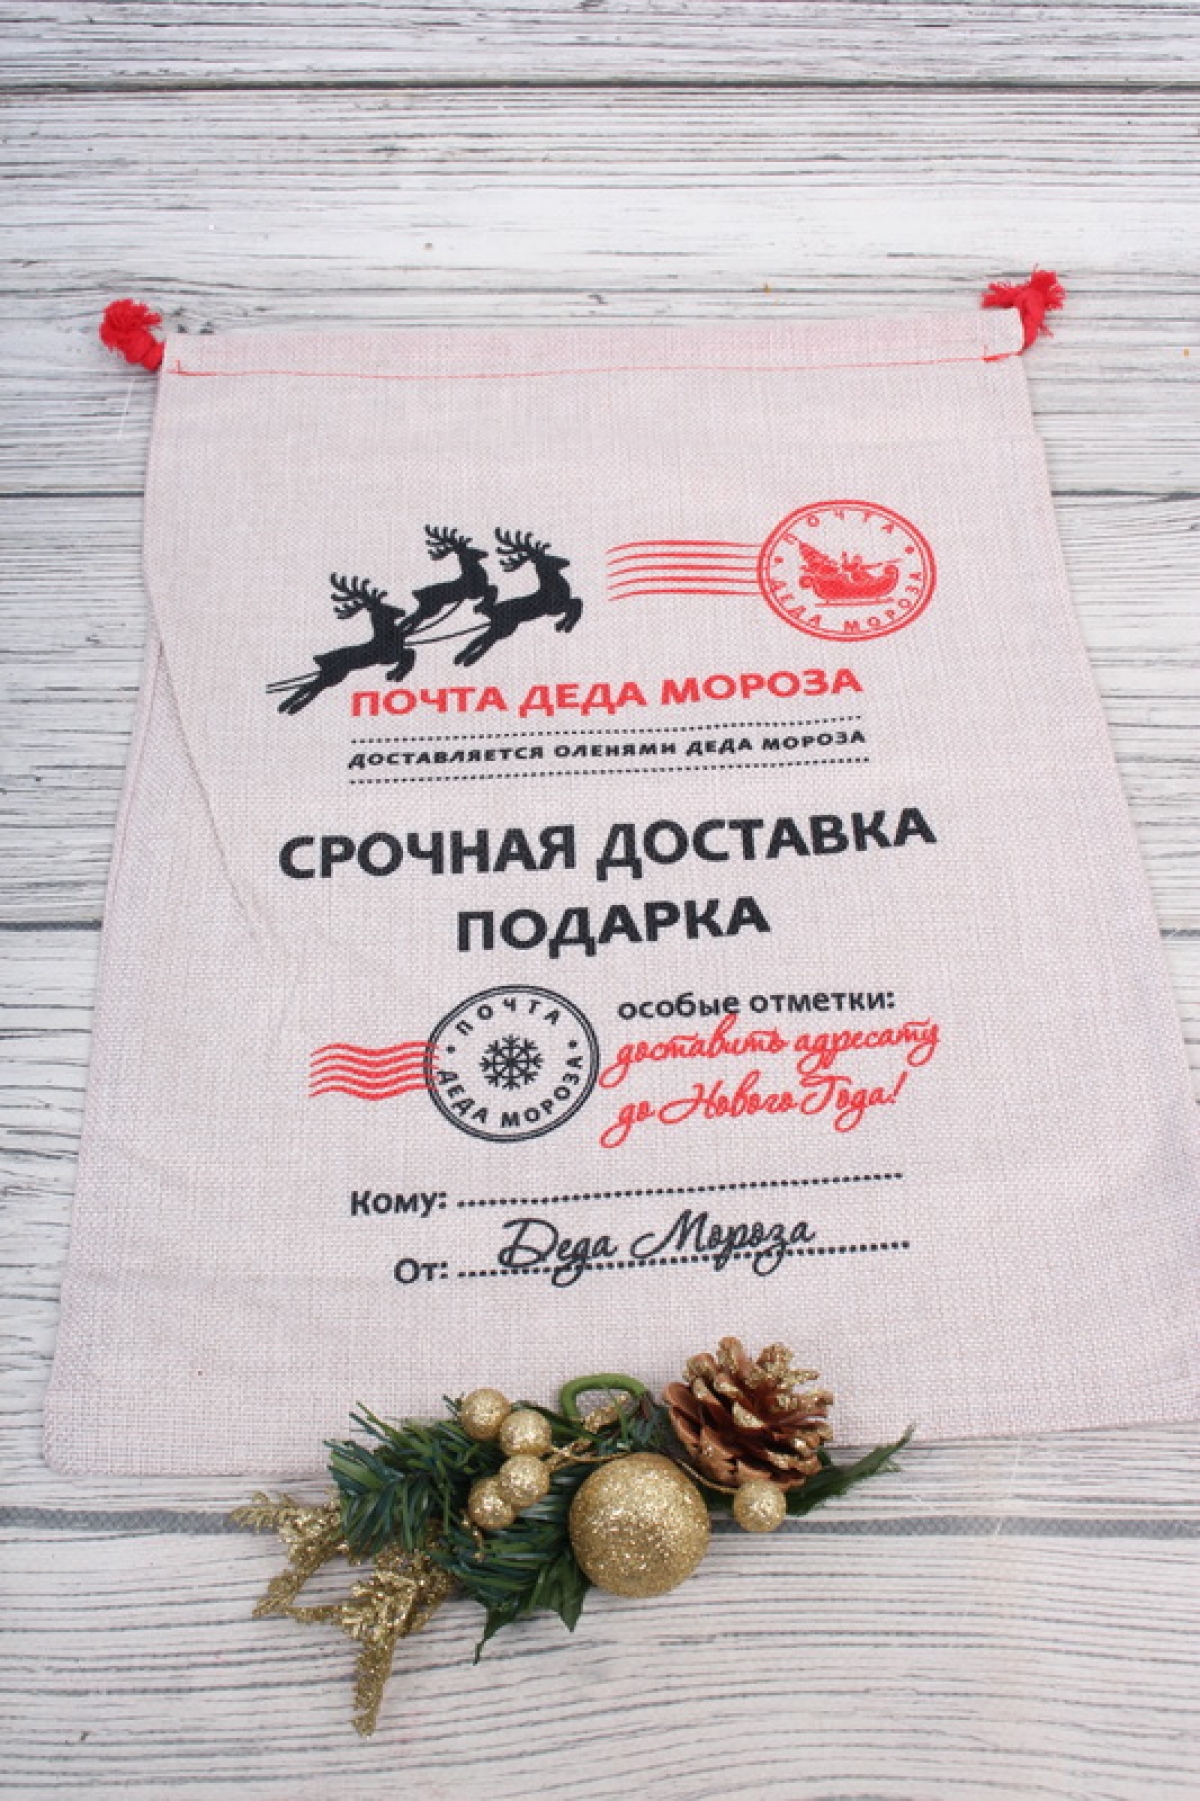 ПОЧТА
ДЕДА МОРОЗА
ПОЧТА ДЕДА МОРОЗА
ДОСТАВЛЯЕТСЯ ОЛЕНЯМИ ДЕДА МОРОЗА
СРОЧНАЯ ДОСТАВКА
ПОДАРКА
ПОЧТА
ДЕДА МОРОЗА
особые отметки:
доставить адресату
до Нового Года!
Кому:
От: Деда Мороза